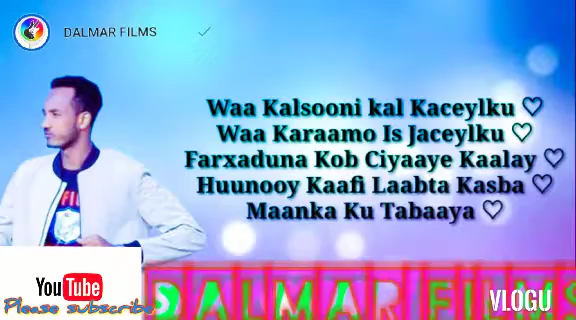 DALMAR FILMS
Waa Kalsooni kal Kaceylku ♡
Waa Karaamo Is Jaceylku ♡
Farxaduna Kob Ciyaaye Kaalay ♡
Huunooy Kaafi Laabta Kasba ♡
Maanka Ku Tabaaya ♡
YouTube
Please subscribe
DALMAR FILMS
VLOGU